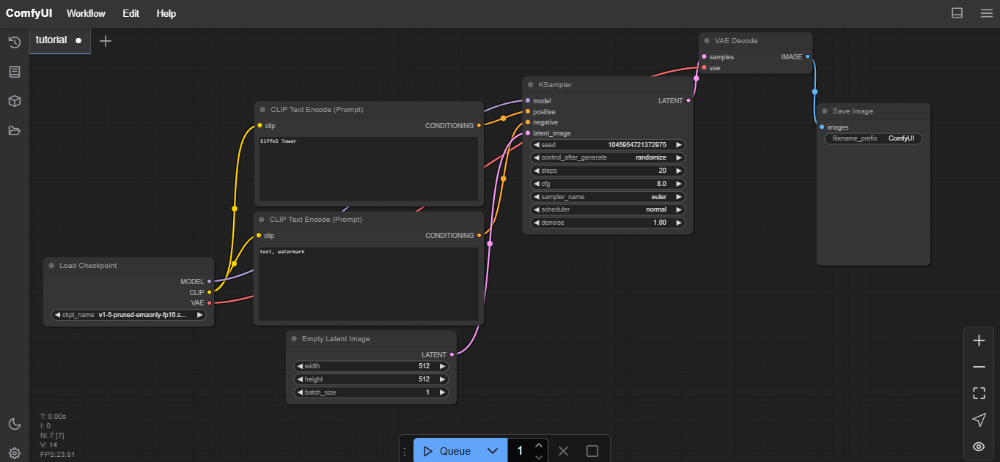 ComfyUI Workflow Edit Help
tutorial
VAE Decode
samples IMAGE
vae
KSampler
model LATENT
positive
negative
latent_image
seed 1045954721372975
control_after_generate randomize
steps 20
cfg 8.0
sampler_name euler
scheduler normal
denoise 1.00
Save Image
images
filename_prefix ComfyUI
CLIP Text Encode (Prompt)
clip CONDITIONING
Eiffel Tower
CLIP Text Encode (Prompt)
clip CONDITIONING
text, watermark
Load Checkpoint
MODEL
CLIP
VAE
ckpt_name v1-5-pruned-emaonly-fp16.s...
Empty Latent Image
LATENT
width 512
height 512
batch_size 1
T: 0.00s
I: 0
N: 7 [7]
V: 14
FPS:23.81
Queue 1